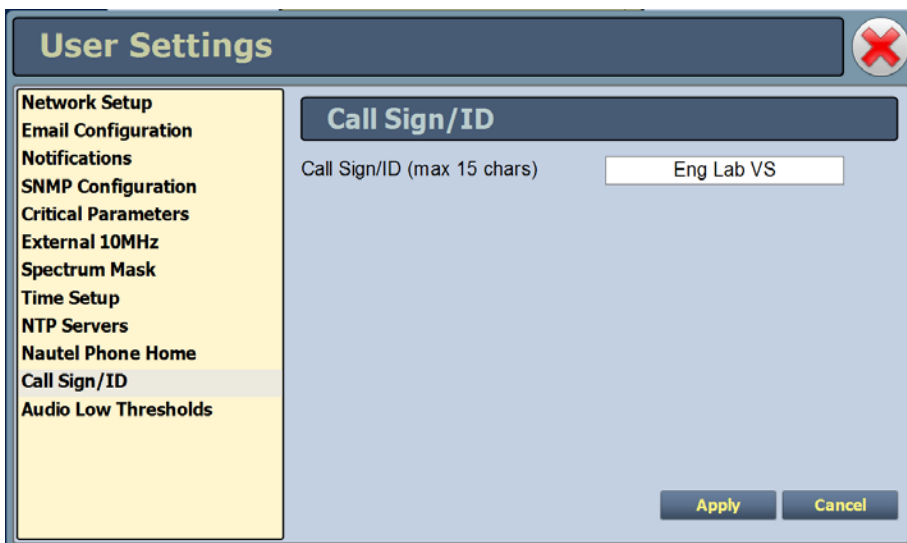 User Settings
Network Setup
Email Configuration
Notifications
SNMP Configuration
Critical Parameters
External 10MHz
Spectrum Mask
Time Setup
NTP Servers
Nautel Phone Home
Call Sign/ID
Audio Low Thresholds
Call Sign/ID
Call Sign/ID (max 15 chars) Eng Lab VS
Apply Cancel